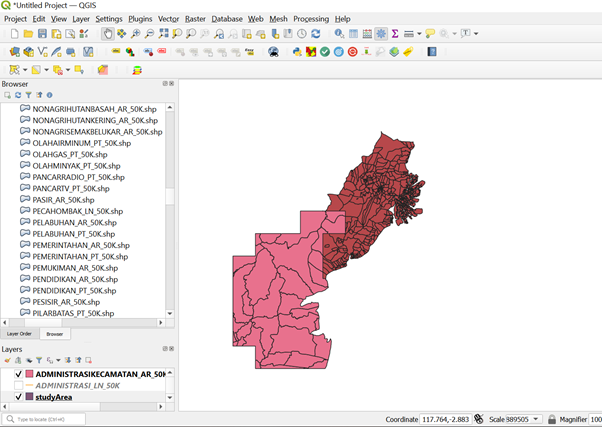 *Untitled Project — QGIS
Project Edit View Layer Settings Plugins Vector Raster Database Web Mesh Processing Help
Browser
NONAGRIHUTANBASAH_AR_50K.shp
NONAGRIHUTANKERING_AR_50K.shp
NONAGRISEMAKBELUKAR_AR_50K.shp
OLAHAIRMINUM_PT_50K.shp
OLAHGAS_PT_50K.shp
OLAHMINYAK_PT_50K.shp
PANCARRADIO_PT_50K.shp
PANCARTV_PT_50K.shp
PASIR_AR_50K.shp
PECAHOMBAK_LN_50K.shp
PELABUHAN_AR_50K.shp
PELABUHAN_PT_50K.shp
PEMERINTAHAN_AR_50K.shp
PEMERINTAHAN_PT_50K.shp
PEMUKIMAN_AR_50K.shp
PENDIDIKAN_AR_50K.shp
PENDIDIKAN_PT_50K.shp
PESISIR_AR_50K.shp
PILARBATAS_PT_50K.shp
Layer Order Browser
Layers
ADMINISTRASIKECAMATAN_AR_50K
ADMINISTRASI_LN_50K
studyArea
Type to locate (Ctrl+K)
Coordinate 117.764,-2.883 Scale 889505 Magnifier 100